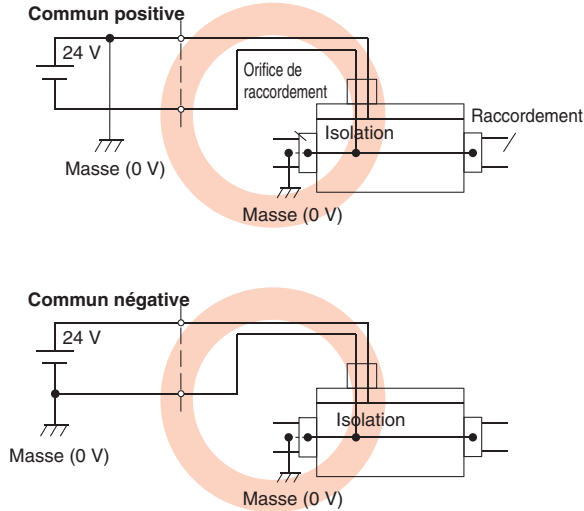 Commun positive
24 V
Orifice de
raccordement
Raccordement
Isolation
Masse (0 V)
Masse (0 V)
Commun négative
24 V
Isolation
Masse (0 V)
Masse (0 V)